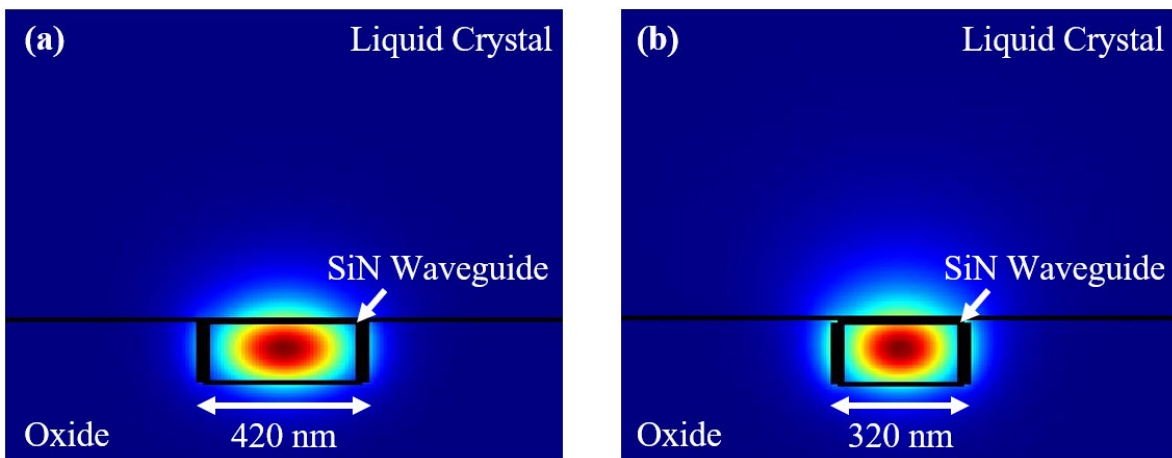 (a)
Liquid Crystal
SiN Waveguide
Oxide
420 nm
(b)
Liquid Crystal
SiN Waveguide
Oxide
320 nm